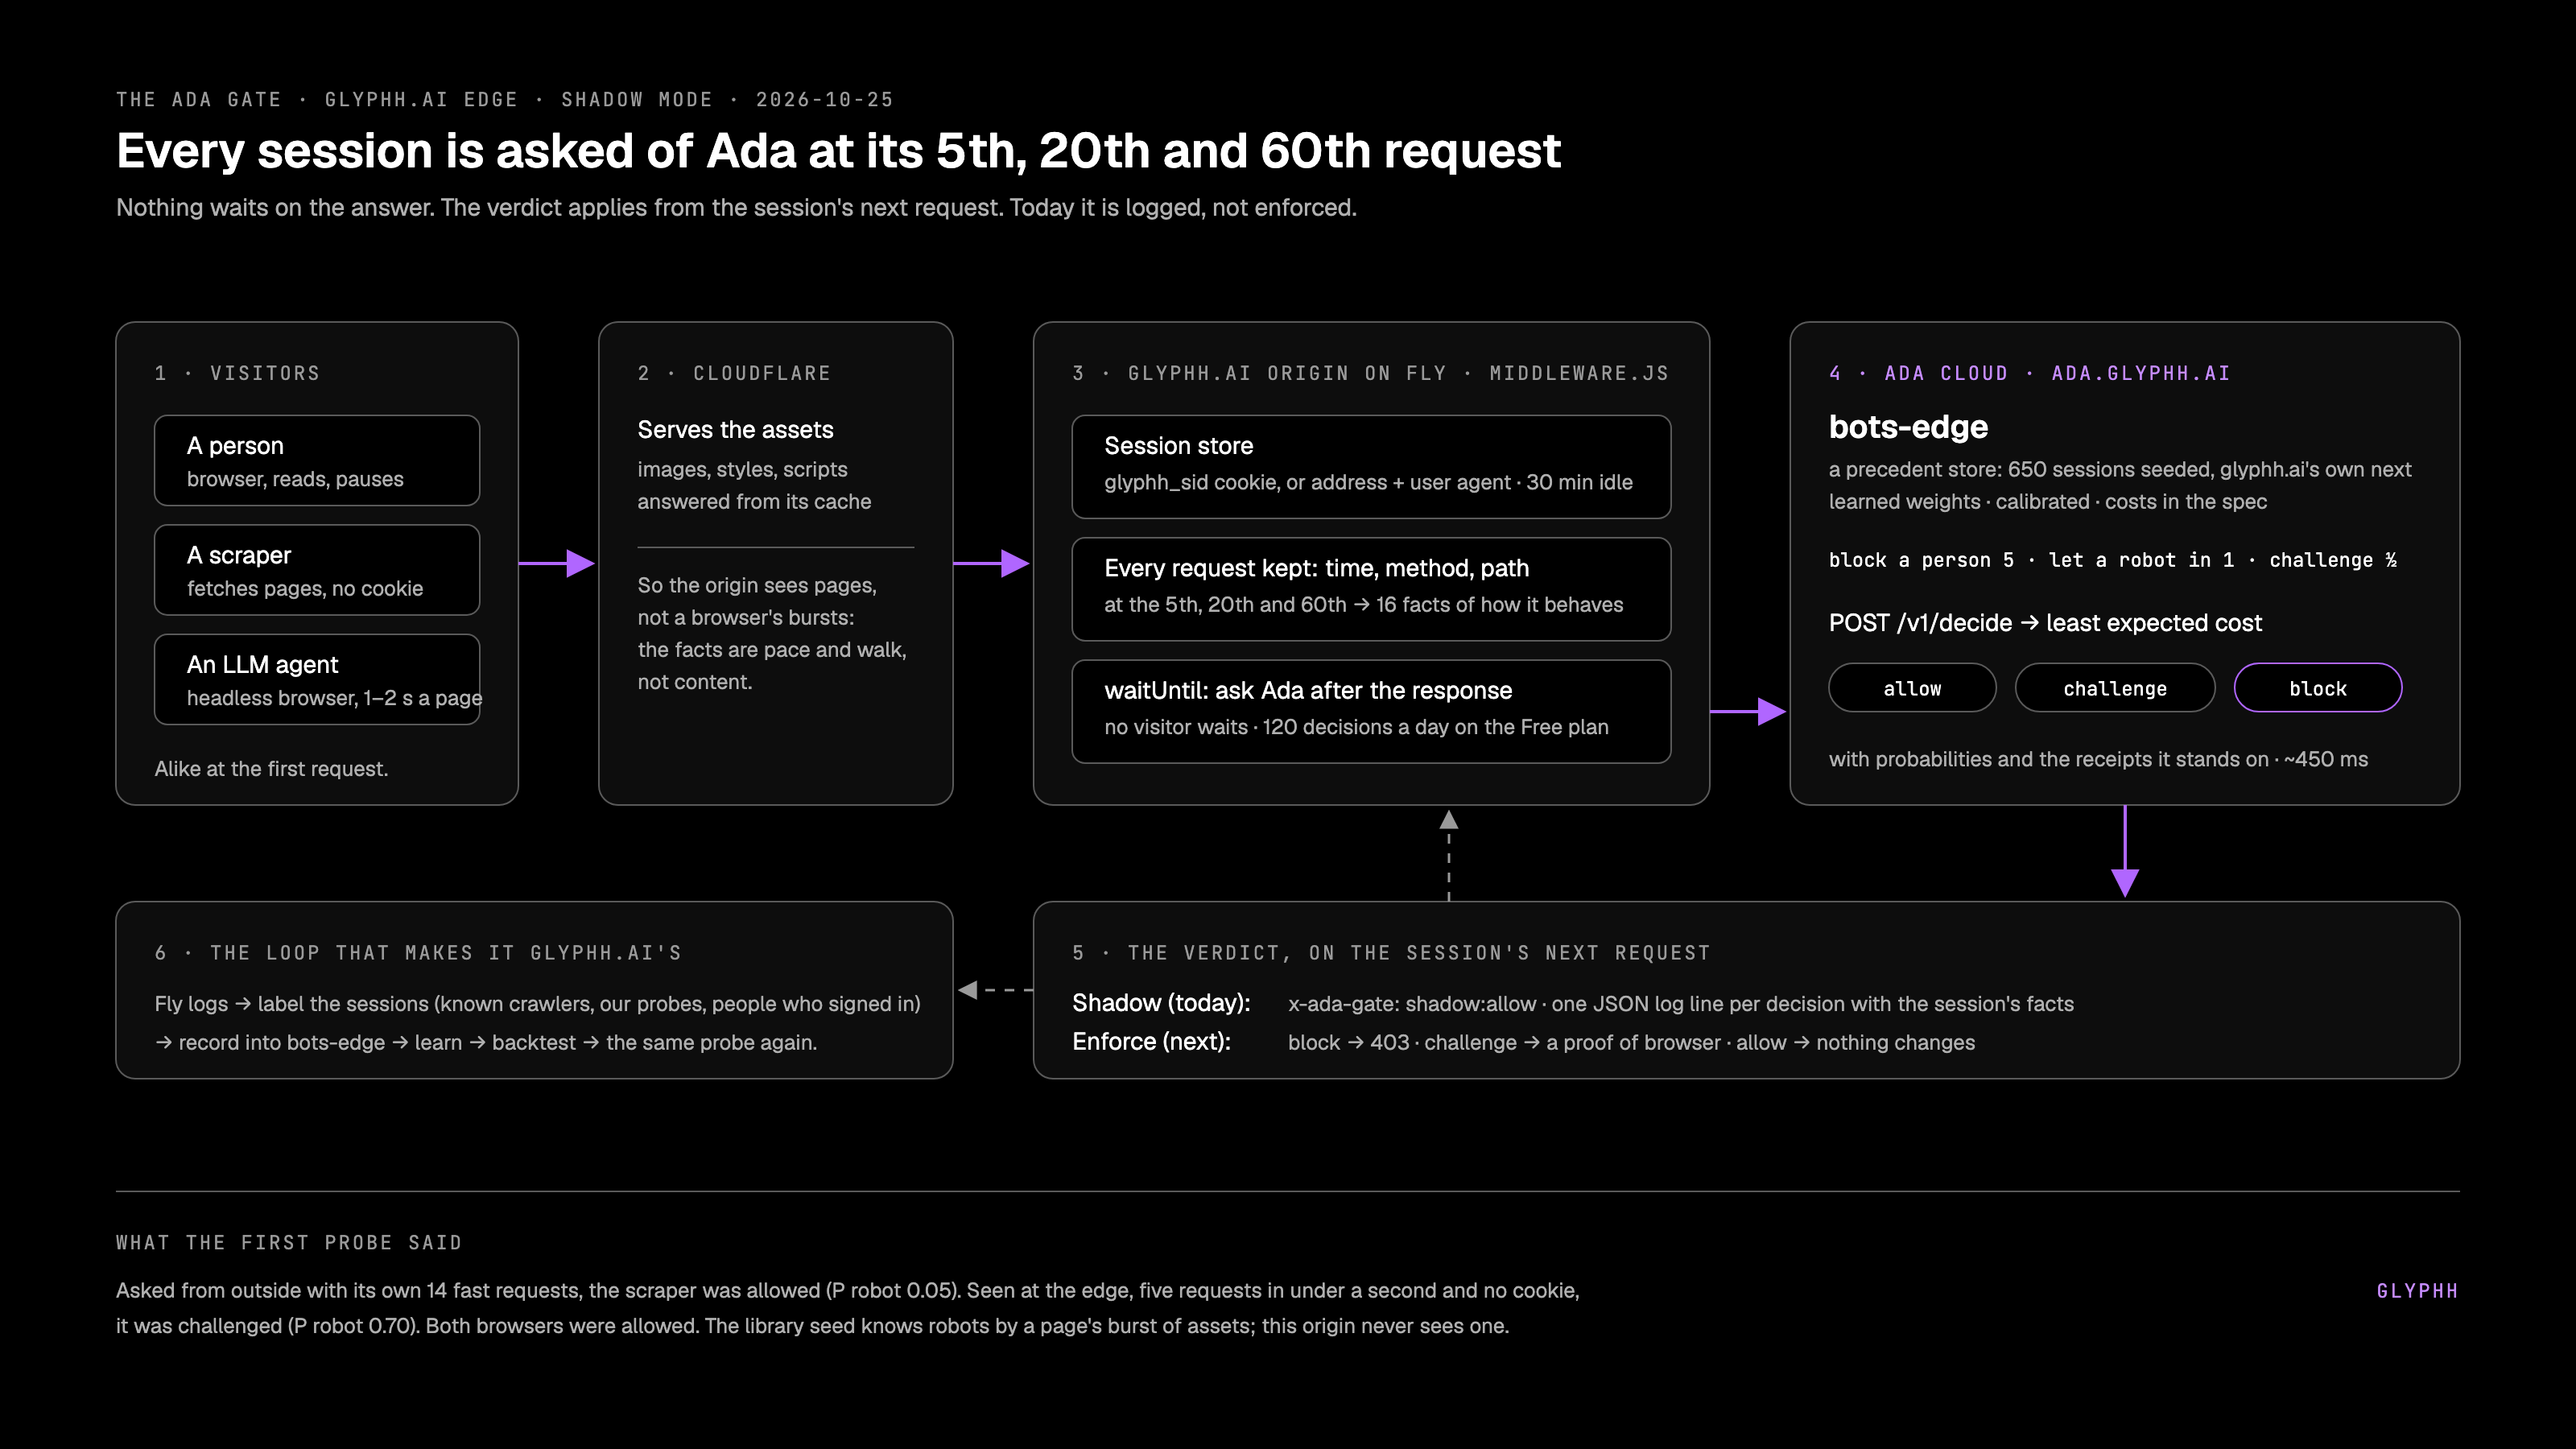 THE ADA GATE · GLYPHH.AI EDGE · SHADOW MODE · 2026-10-25
Every session is asked of Ada at its 5th, 20th and 60th request
Nothing waits on the answer. The verdict applies from the session's next request. Today it is logged, not enforced.
1 · VISITORS
A person
browser, reads, pauses
A scraper
fetches pages, no cookie
An LLM agent
headless browser, 1–2 s a page
Alike at the first request.
2 · CLOUDFLARE
Serves the assets
images, styles, scripts
answered from its cache
So the origin sees pages,
not a browser's bursts:
the facts are pace and walk,
not content.
3 · GLYPHH.AI ORIGIN ON FLY · MIDDLEWARE.JS
Session store
glyphh_sid cookie, or address + user agent · 30 min idle
Every request kept: time, method, path
at the 5th, 20th and 60th → 16 facts of how it behaves
waitUntil: ask Ada after the response
no visitor waits · 120 decisions a day on the Free plan
4 · ADA CLOUD · ADA.GLYPHH.AI
bots-edge
a precedent store: 650 sessions seeded, glyphh.ai's own next
learned weights · calibrated · costs in the spec
block a person 5 · let a robot in 1 · challenge ½
POST /v1/decide → least expected cost
allow
challenge
block
with probabilities and the receipts it stands on · ~450 ms
6 · THE LOOP THAT MAKES IT GLYPHH.AI'S
Fly logs → label the sessions (known crawlers, our probes, people who signed in)
→ record into bots-edge → learn → backtest → the same probe again.
5 · THE VERDICT, ON THE SESSION'S NEXT REQUEST
Shadow (today): x-ada-gate: shadow:allow · one JSON log line per decision with the session's facts
Enforce (next): block → 403 · challenge → a proof of browser · allow → nothing changes
WHAT THE FIRST PROBE SAID
Asked from outside with its own 14 fast requests, the scraper was allowed (P robot 0.05). Seen at the edge, five requests in under a second and no cookie,
it was challenged (P robot 0.70). Both browsers were allowed. The library seed knows robots by a page's burst of assets; this origin never sees one.
GLYPHH